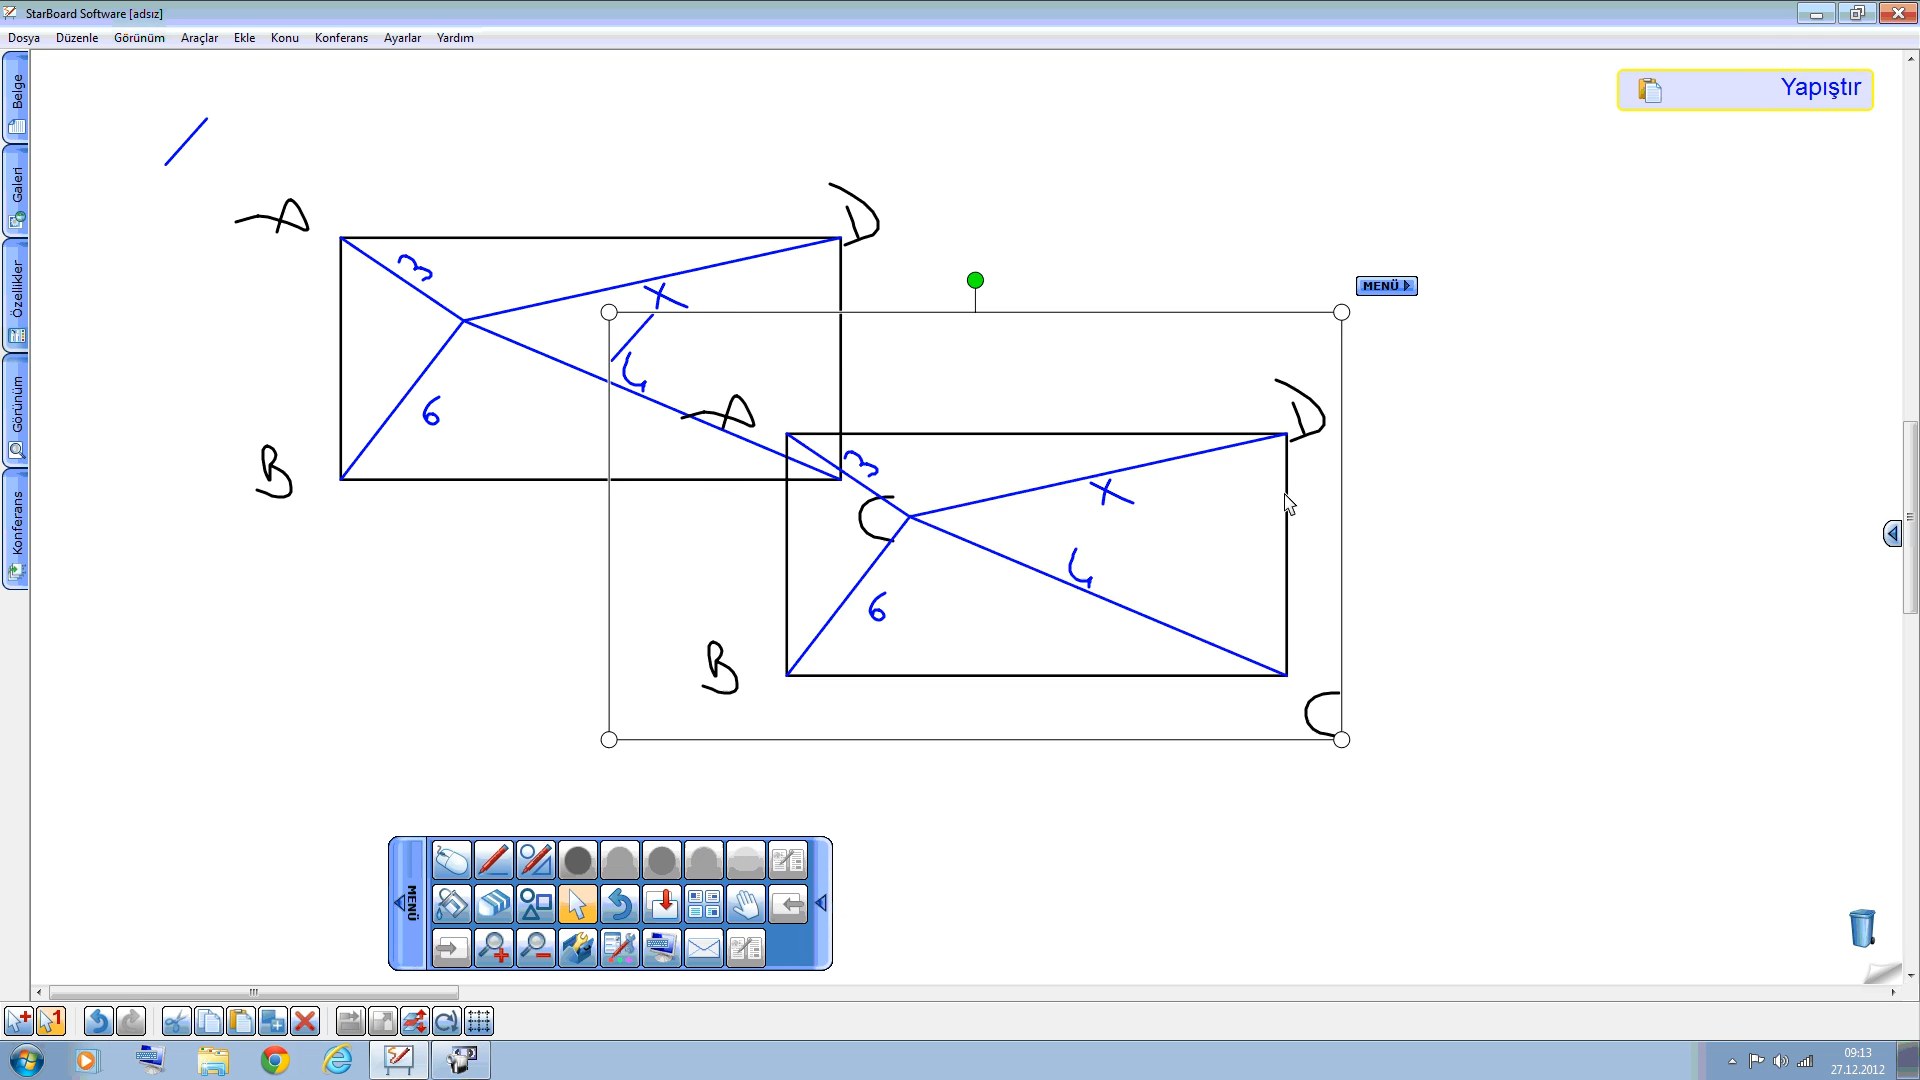 StarBoard Software [adsız]
Dosya Düzenle Görünüm Araçlar Ekle Konu Konferans Ayarlar Yardım
Belge
Galeri
Özellikler
Görünüm
Konferans
Yapıştır
A
D
3
x
4
6
B
C
MENÜ
A
D
3
x
4
6
B
C
MENÜ
09:13
27.12.2012